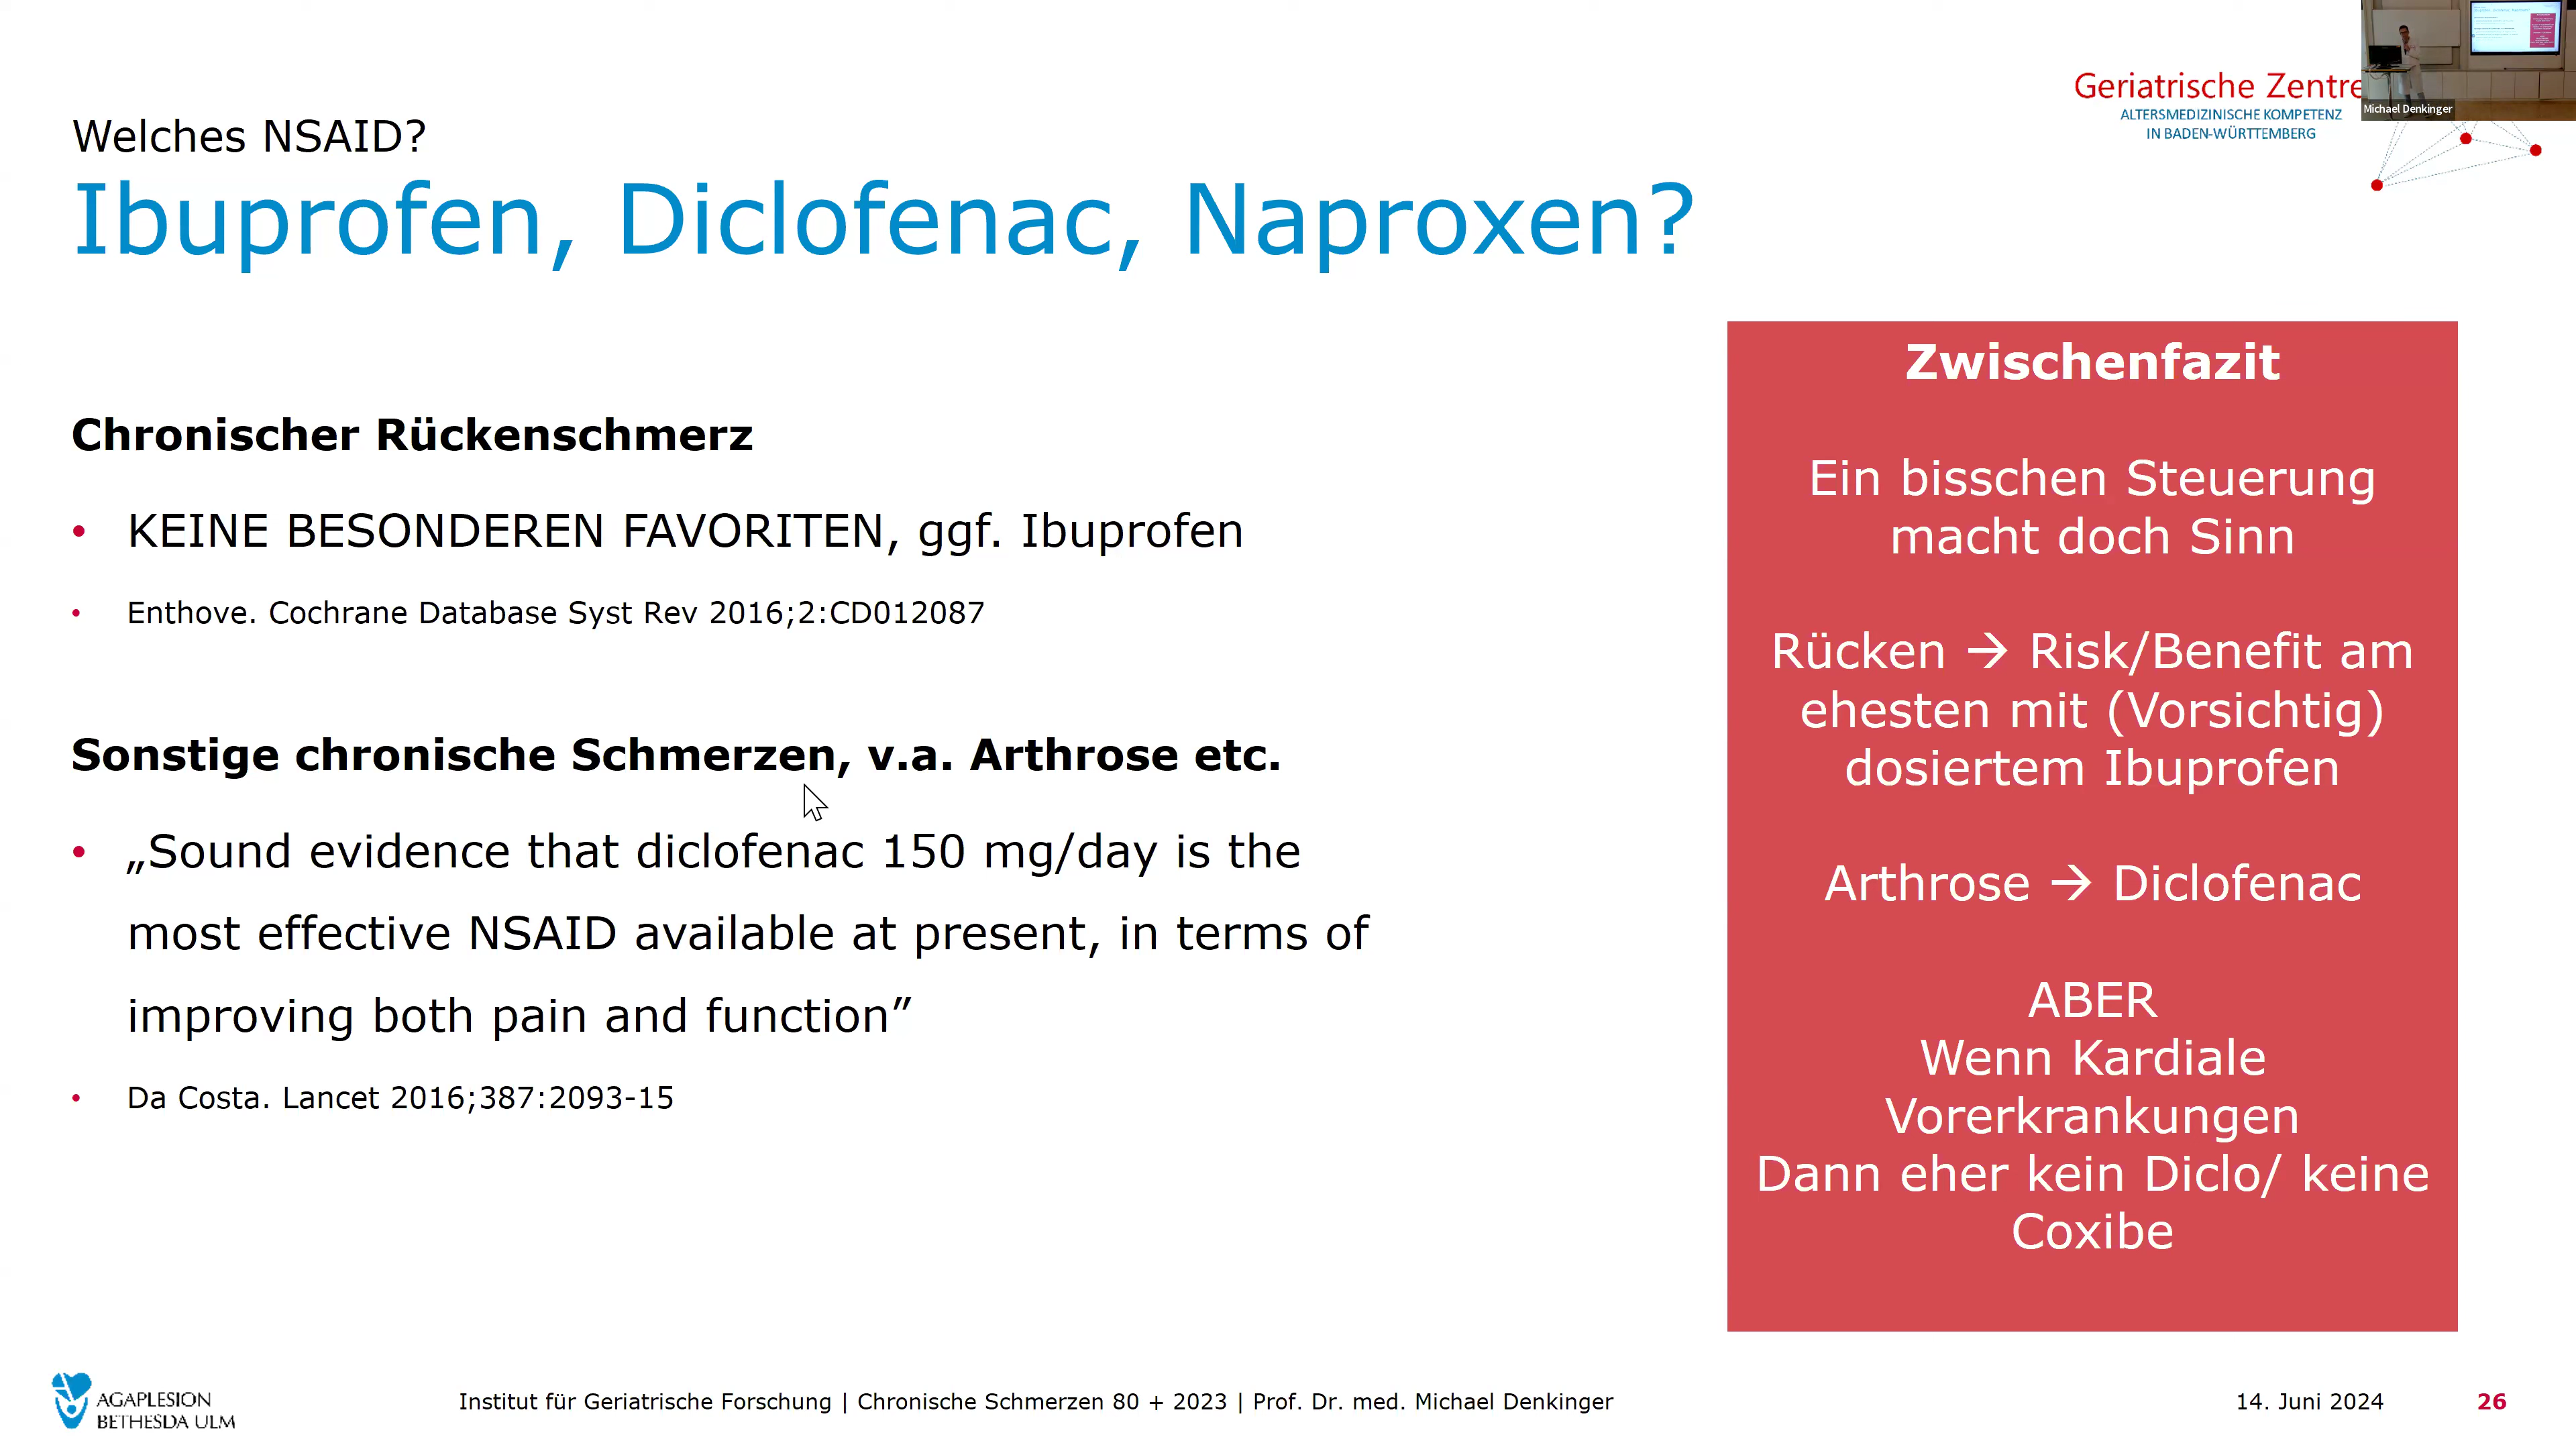 Welches NSAID?
Ibuprofen, Diclofenac, Naproxen?
Geriatrische Zentre
ALTERSMEDIZINISCHE KOMPETENZ
IN BADEN-WÜRTTEMBERG
Michael Denkinger
Chronischer Rückenschmerz
• KEINE BESONDEREN FAVORITEN, ggf. Ibuprofen
• Enthove. Cochrane Database Syst Rev 2016;2:CD012087
Sonstige chronische Schmerzen, v.a. Arthrose etc.
• „Sound evidence that diclofenac 150 mg/day is the
most effective NSAID available at present, in terms of
improving both pain and function”
• Da Costa. Lancet 2016;387:2093-15
Zwischenfazit
Ein bisschen Steuerung
macht doch Sinn
Rücken → Risk/Benefit am
ehesten mit (Vorsichtig)
dosiertem Ibuprofen
Arthrose → Diclofenac
ABER
Wenn Kardiale
Vorerkrankungen
Dann eher kein Diclo/ keine
Coxibe
AGAPLESION
BETHESDA ULM
Institut für Geriatrische Forschung | Chronische Schmerzen 80 + 2023 | Prof. Dr. med. Michael Denkinger
14. Juni 2024
26